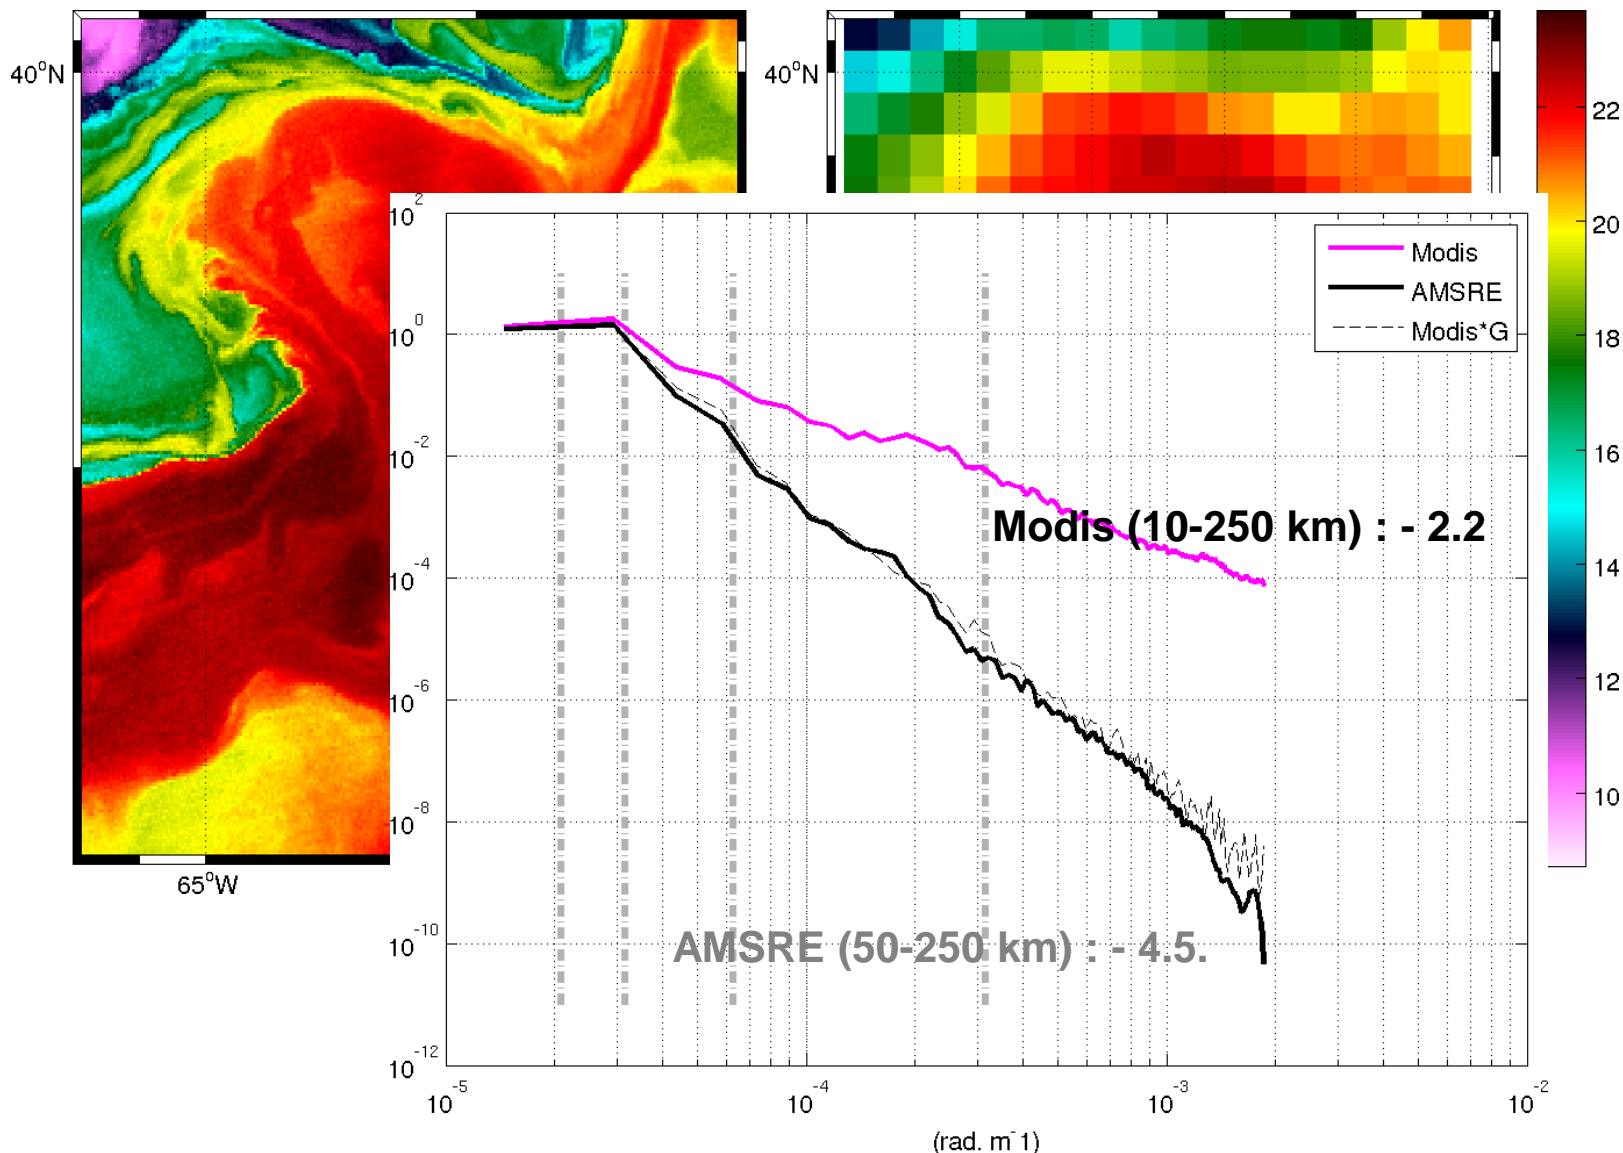 40°N
65°W
40°N
22
20
18
16
14
12
10
10^2
10^0
10^-2
10^-4
10^-6
10^-8
10^-10
10^-12
Modis
AMSRE
Modis*G
Modis (10-250 km) : - 2.2
AMSRE (50-250 km) : - 4.5.
10^-5
10^-4
10^-3
10^-2
(rad. m^-1)